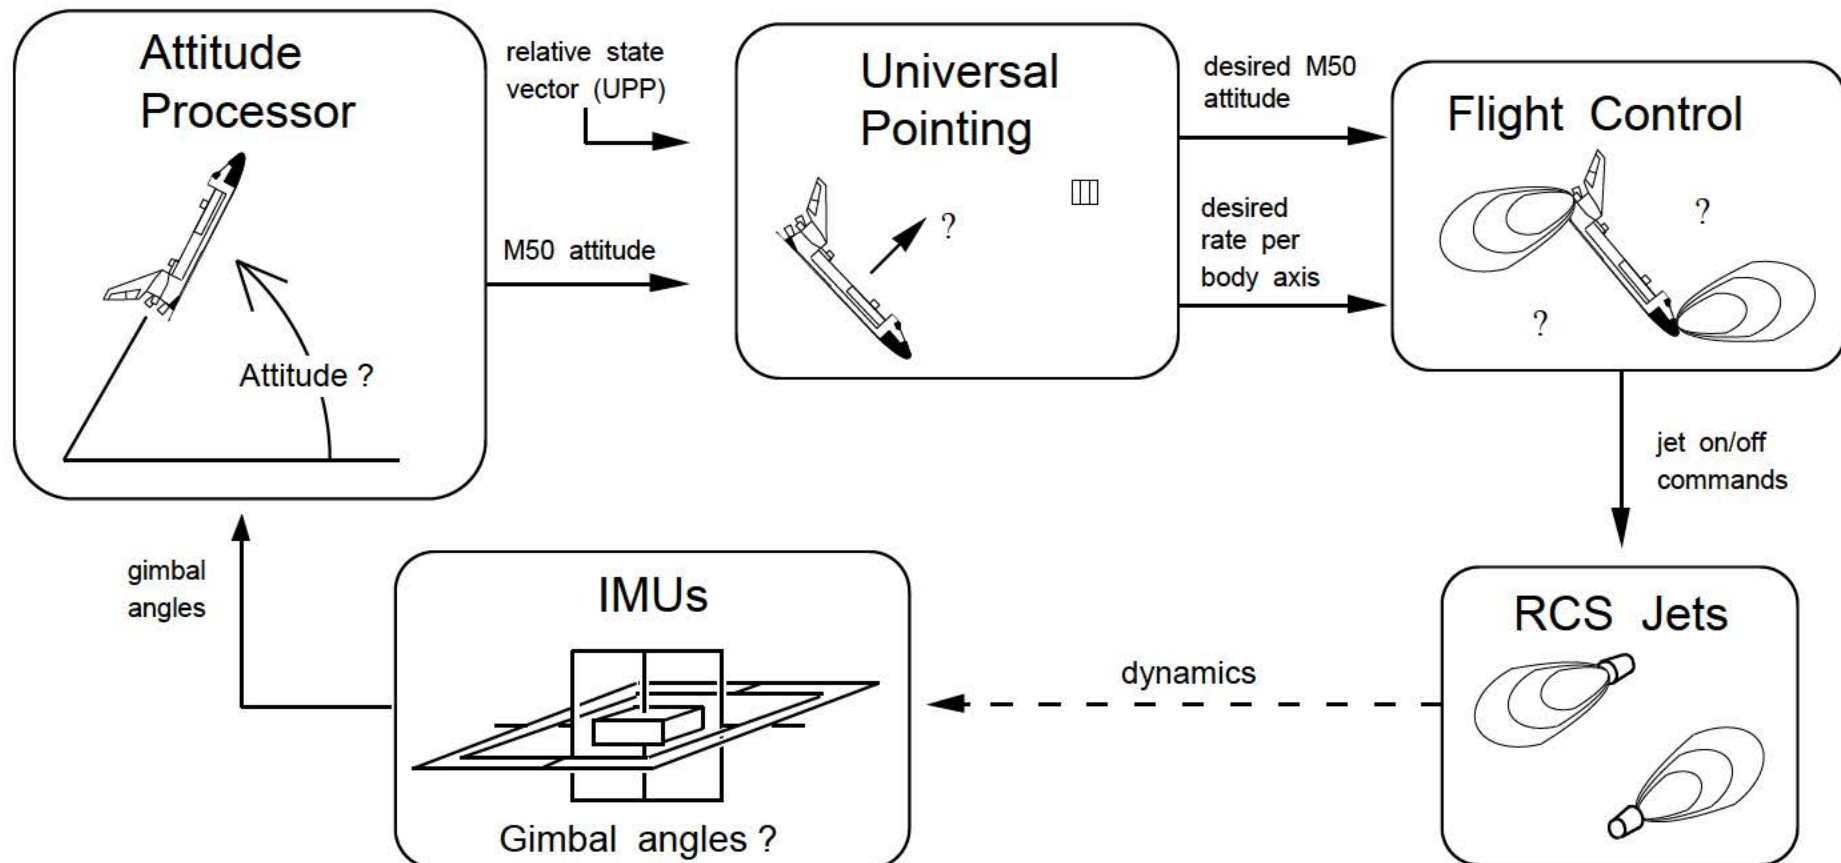 Attitude
Processor
Attitude ?
relative state
vector (UPP)
M50 attitude
Universal
Pointing
?
desired M50
attitude
desired
rate per
body axis
Flight Control
?
?
jet on/off
commands
RCS Jets
dynamics
IMUs
Gimbal angles ?
gimbal
angles